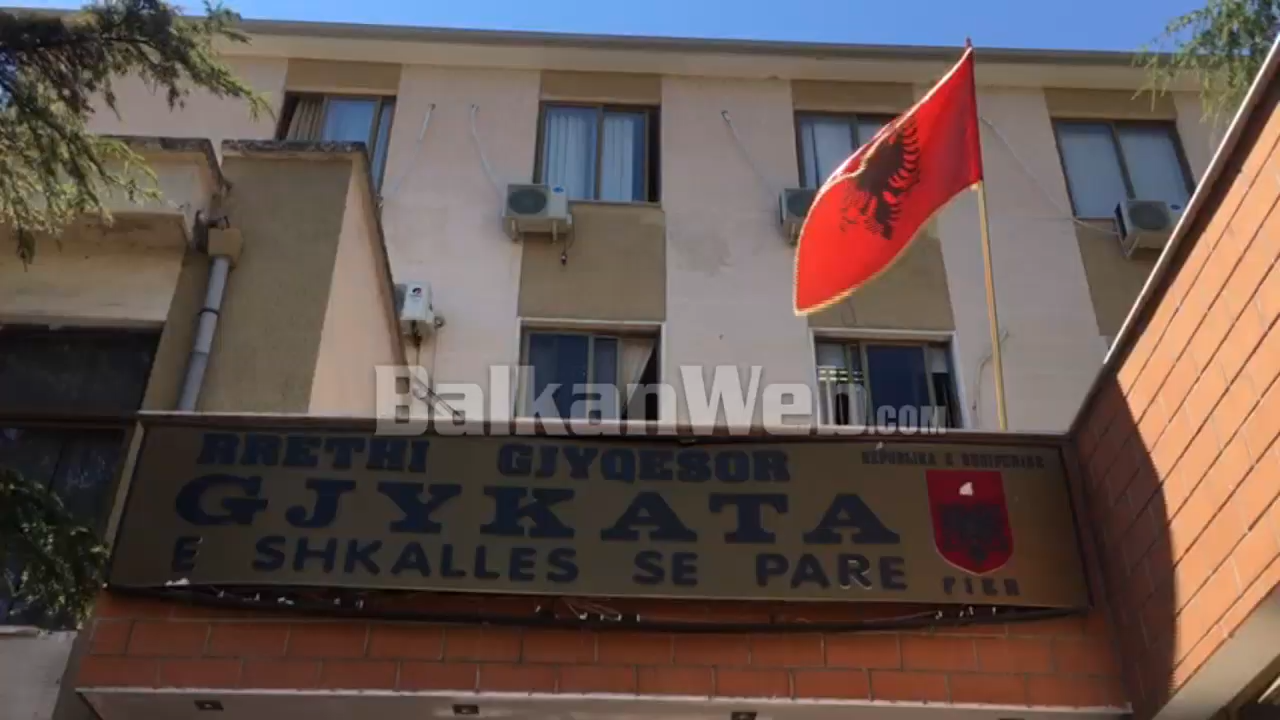 BalkanWeb.COM
RRETHI GJYQESOR
REPUBLIKA E SHQIPERISE
GJYKATA
E SHKALLES SE PARE
FIER